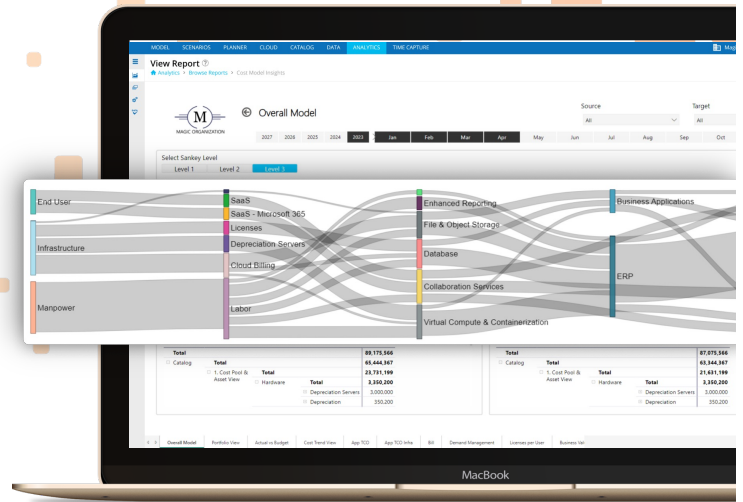 MODEL SCENARIOS PLANNER CLOUD CATALOG DATA ANALYTICS TIME CAPTURE Magi
View Report ?
Analytics > Browse Reports > Cost Model Insights
Source Target
All All
M
MAGIC ORGANIZATION
Overall Model
2027 2026 2025 2024 2023 Jan Feb Mar Apr May Jun Jul Aug Sep Oct
Select Sankey Level
Level 1 Level 2 Level 3
End User
Infrastructure
Manpower
SaaS
SaaS - Microsoft 365
Licenses
Depreciation Servers
Cloud Billing
Labor
Enhanced Reporting
File & Object Storage
Database
Collaboration Services
Virtual Compute & Containerization
Business Applications
ERP
Total 89,175,566 Total 87,075,566
Catalog Total 65,444,367 Catalog Total 63,344,367
1. Cost Pool & Total 23,731,199 1. Cost Pool & Total 21,631,199
Asset View Hardware Total 3,350,200 Asset View Hardware Total 3,350,200
Depreciation Servers 3,000,000 Depreciation Servers 3,000,000
Depreciation 350,200 Depreciation 350,200
Overall Model Portfolio View Actual vs Budget Cost Trend View App TCO App TCO Infra Bill Demand Management Licenses per User Business Val
MacBook